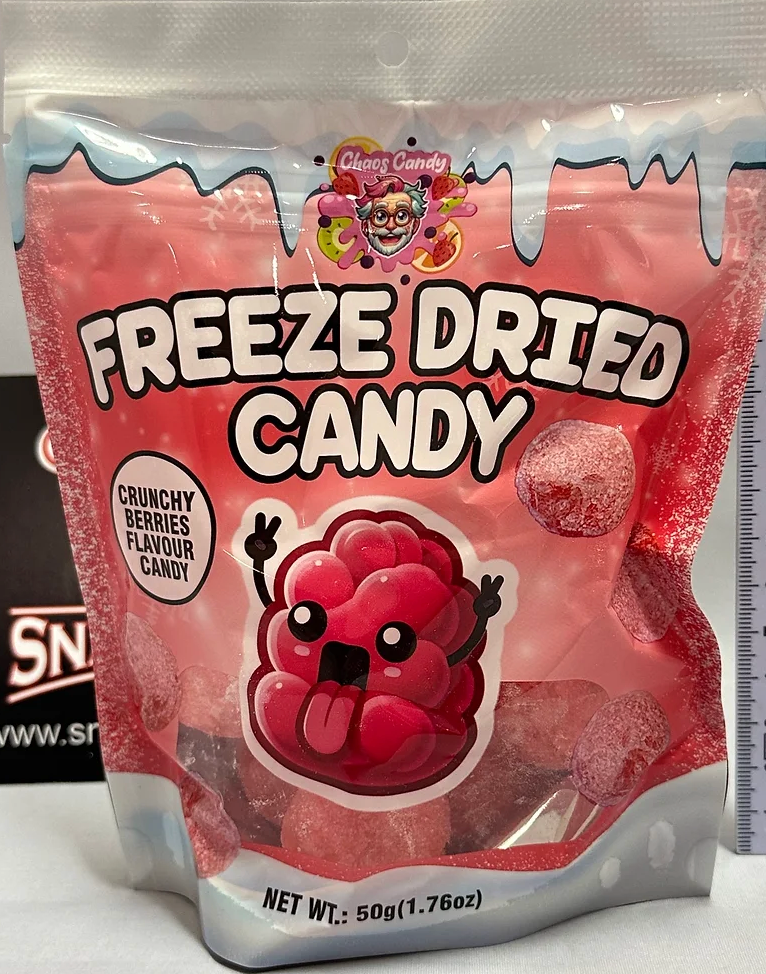 Chaos Candy
FREEZE DRIED
CANDY
CRUNCHY
BERRIES
FLAVOUR
CANDY
NET WT.: 50g(1.76oz)